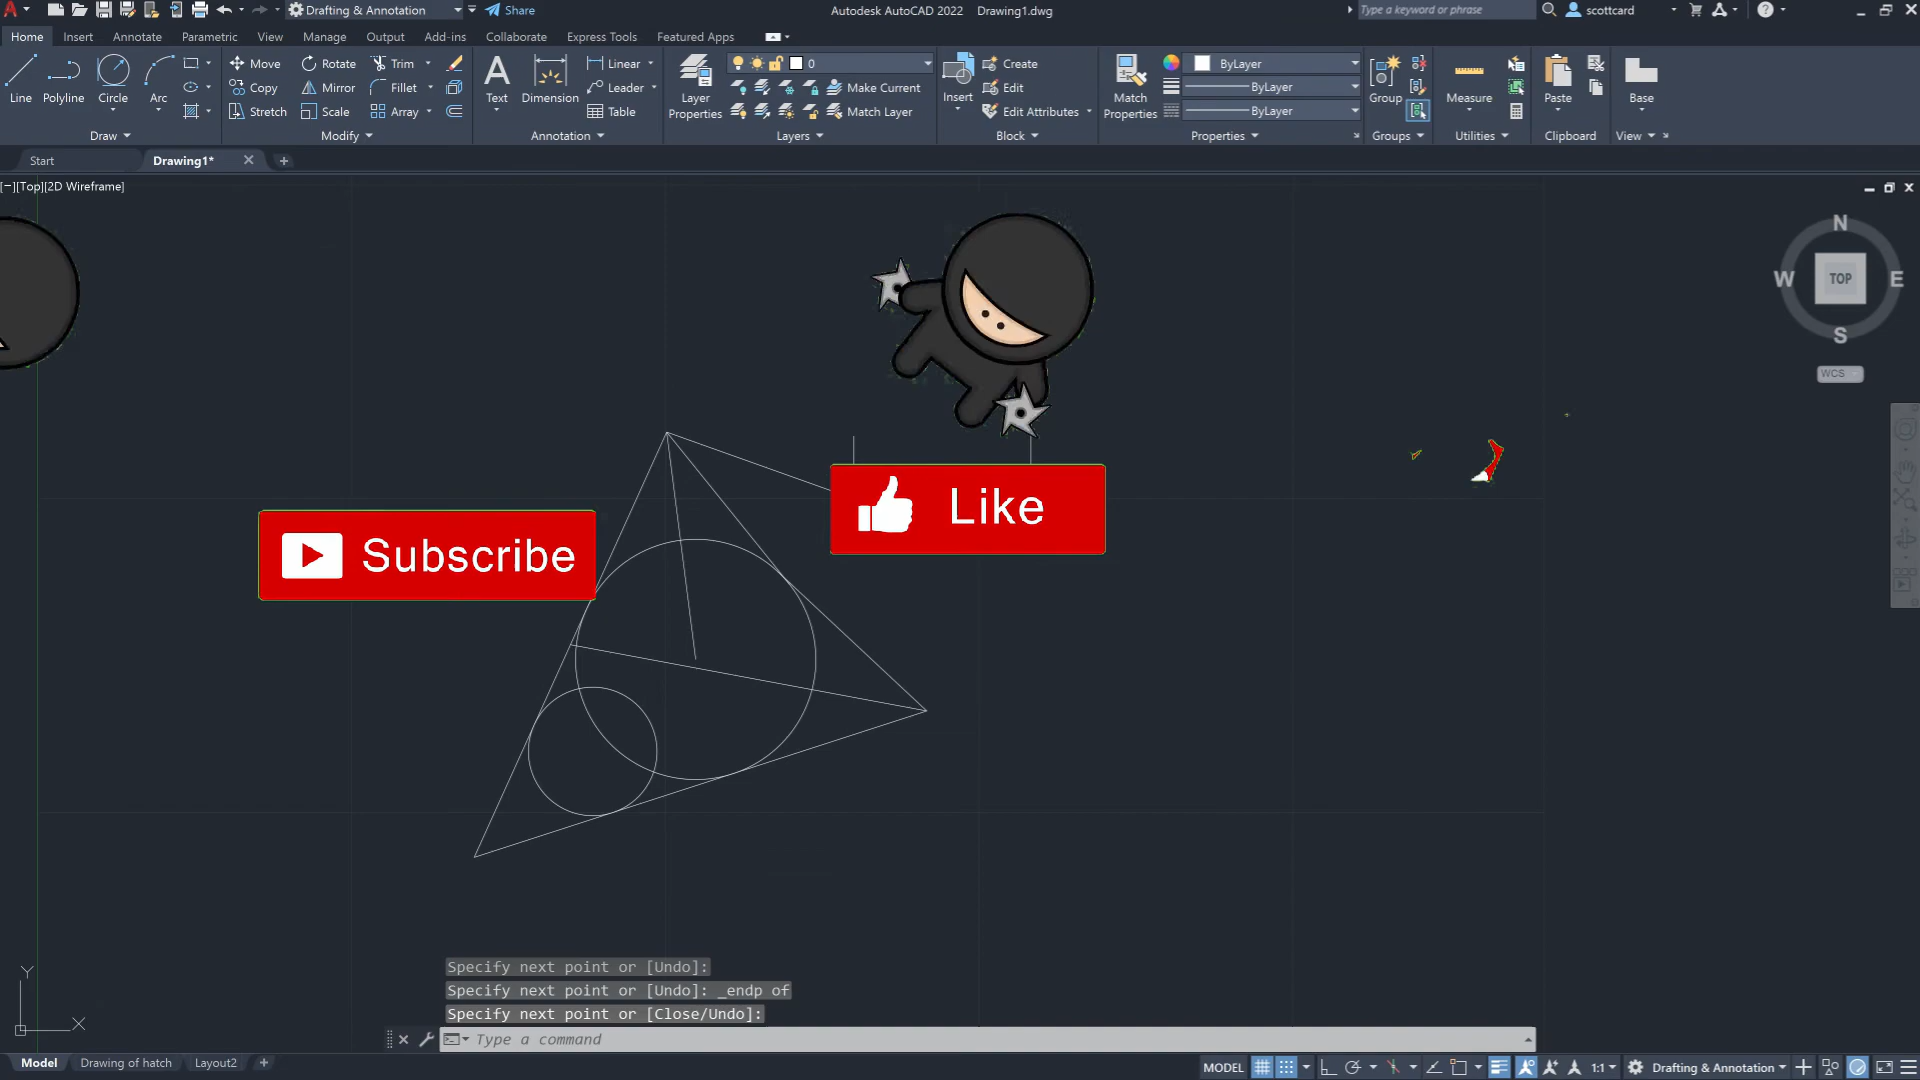 Drafting & Annotation
Share
Autodesk AutoCAD 2022 Drawing1.dwg
Type a keyword or phrase
scottcard
Home Insert Annotate Parametric View Manage Output Add-ins Collaborate Express Tools Featured Apps
Line Polyline Circle Arc
Move Rotate Trim
Copy Mirror Fillet
Stretch Scale Array
Text Dimension
Linear
Leader
Table
Layer
Properties
0
Make Current
Match Layer
Insert
Create
Edit
Edit Attributes
Match
Properties
ByLayer
ByLayer
ByLayer
Group
Measure
Paste
Base
Draw Modify Annotation Layers Block Properties Groups Utilities Clipboard View
Start Drawing1*
[−][Top][2D Wireframe]
N
W TOP E
S
WCS
Like
Subscribe
Specify next point or [Undo]:
Specify next point or [Undo]: _endp of
Specify next point or [Close/Undo]:
Type a command
Y
X
Model Drawing of hatch Layout2
MODEL
1:1
Drafting & Annotation